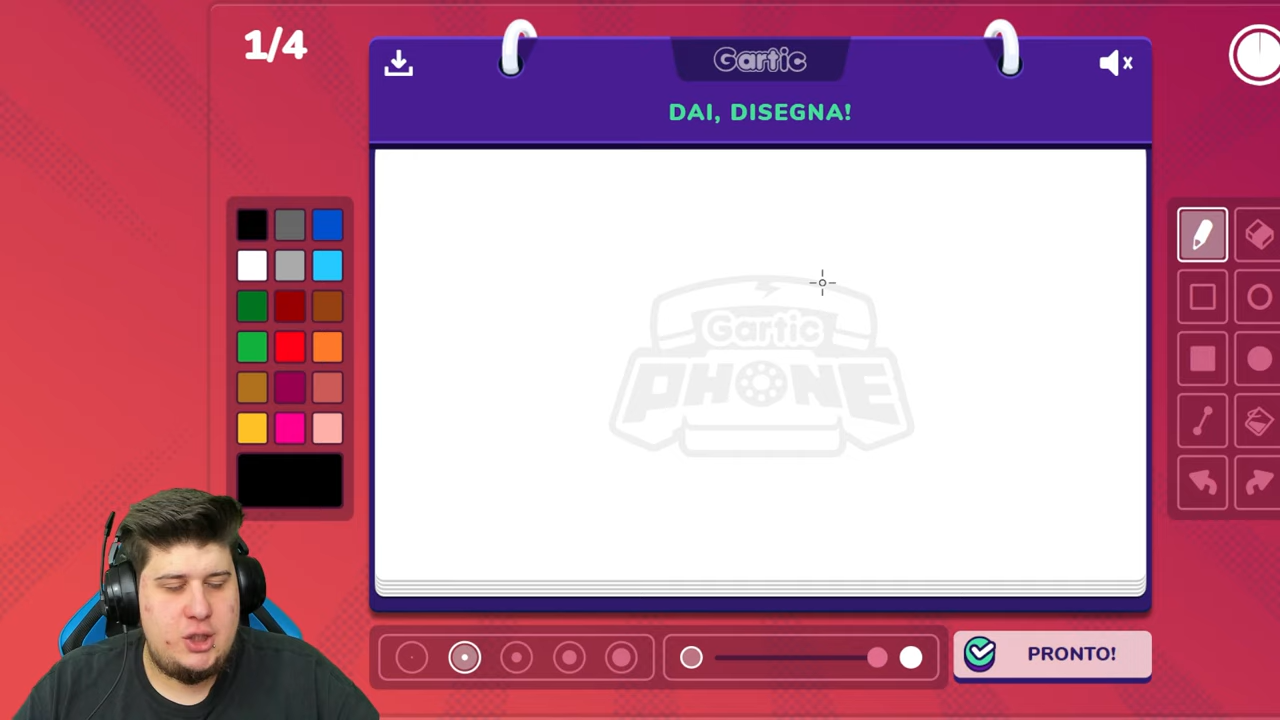 1/4
Gartic
DAI, DISEGNA!
Gartic
PHONE
PRONTO!